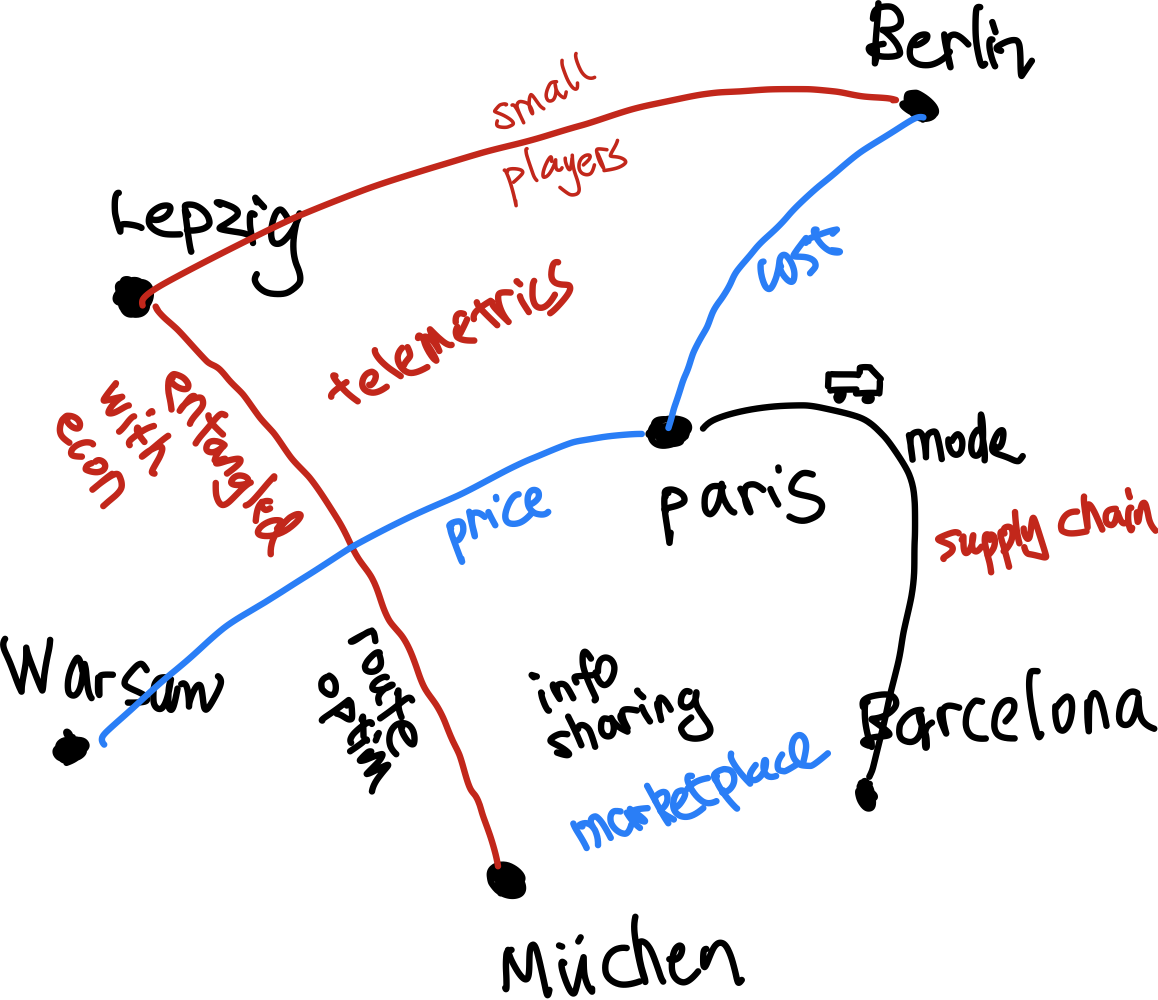 Berlin
small
players
Lepzig
cost
telemetrics
entangled
with
econ
mode
paris
price
supply chain
Warsaw
route
optim
info
sharing
Barcelona
marketplace
Müchen